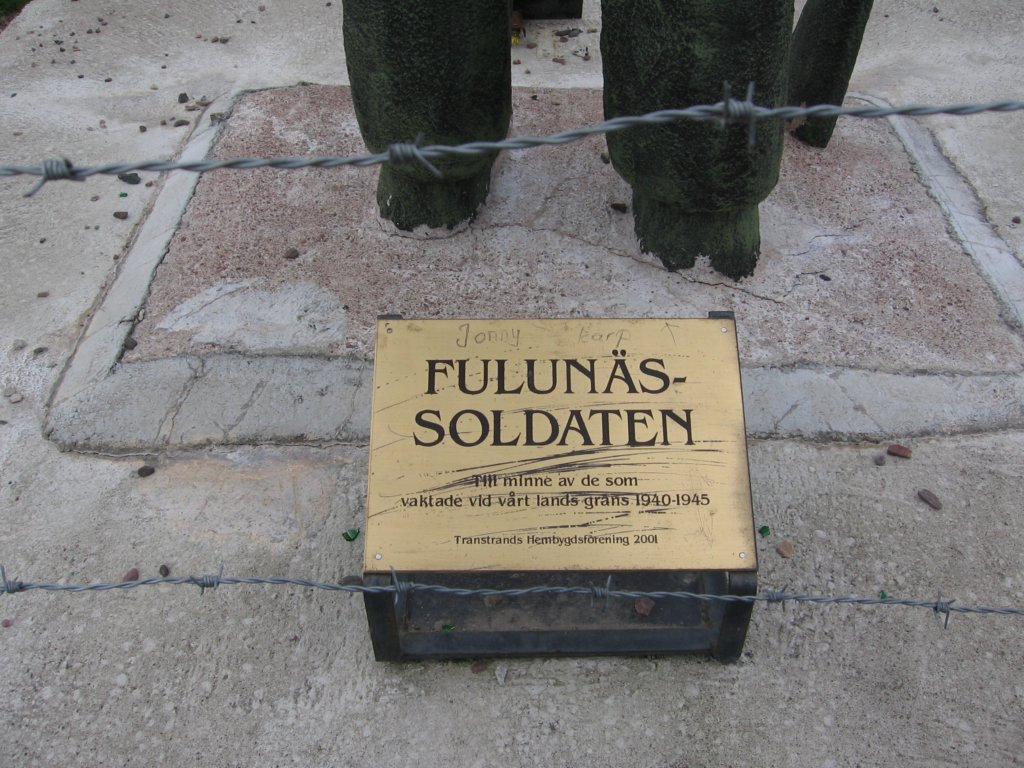 Jonny Karp
FULUNÄS-
SOLDATEN
Till minne av de som
vaktade vid vårt lands gräns 1940-1945
Transtrands Hembygdsförening 2001